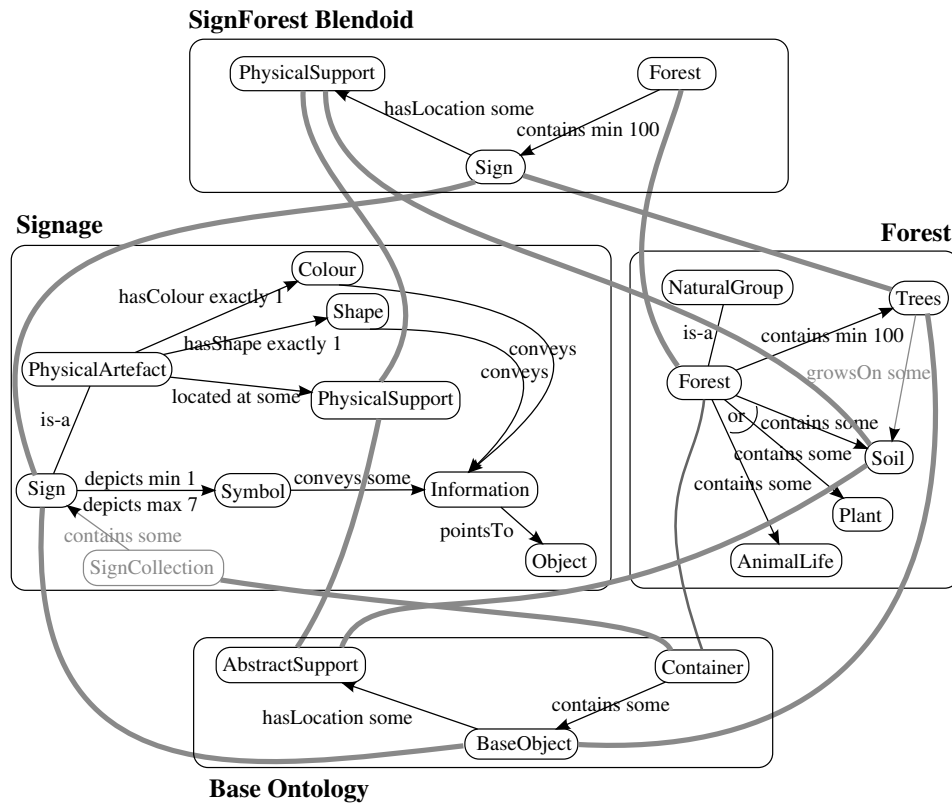 SignForest Blendoid
PhysicalSupport
Forest
hasLocation some
contains min 100
Sign
Signage
Forest
Colour
hasColour exactly 1
Shape
hasShape exactly 1
conveys
conveys
PhysicalArtefact
located at some
PhysicalSupport
is-a
Sign
depicts min 1
depicts max 7
Symbol
conveys some
Information
contains some
SignCollection
pointsTo
Object
NaturalGroup
Trees
is-a
contains min 100
Forest
growsOn some
or
contains some
Soil
contains some
contains some
Plant
AnimalLife
AbstractSupport
Container
hasLocation some
contains some
BaseObject
Base Ontology